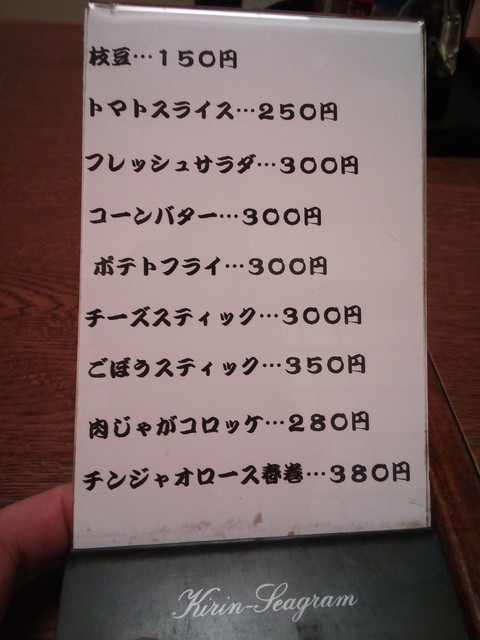 枝豆…150円
トマトスライス…250円
フレッシュサラダ…300円
コーンバター…300円
ポテトフライ…300円
チーズスティック…300円
ごぼうスティック…350円
肉じゃがコロッケ…280円
チンジャオロース春巻…380円
Kirin-Seagram